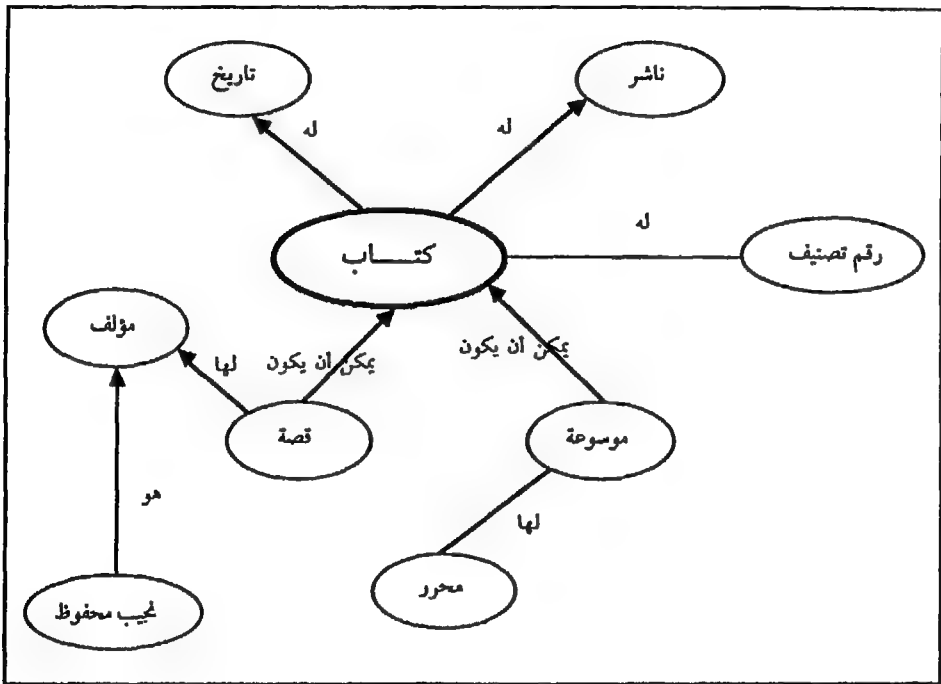 ناشر
تاريخ
له
له
له
كتـــــاب
رقم تصنيف
مؤلف
يمكن أن يكون
يمكن أن يكون
لها
موسوعة
قصة
هو
لها
محرر
نجيب محفوظ